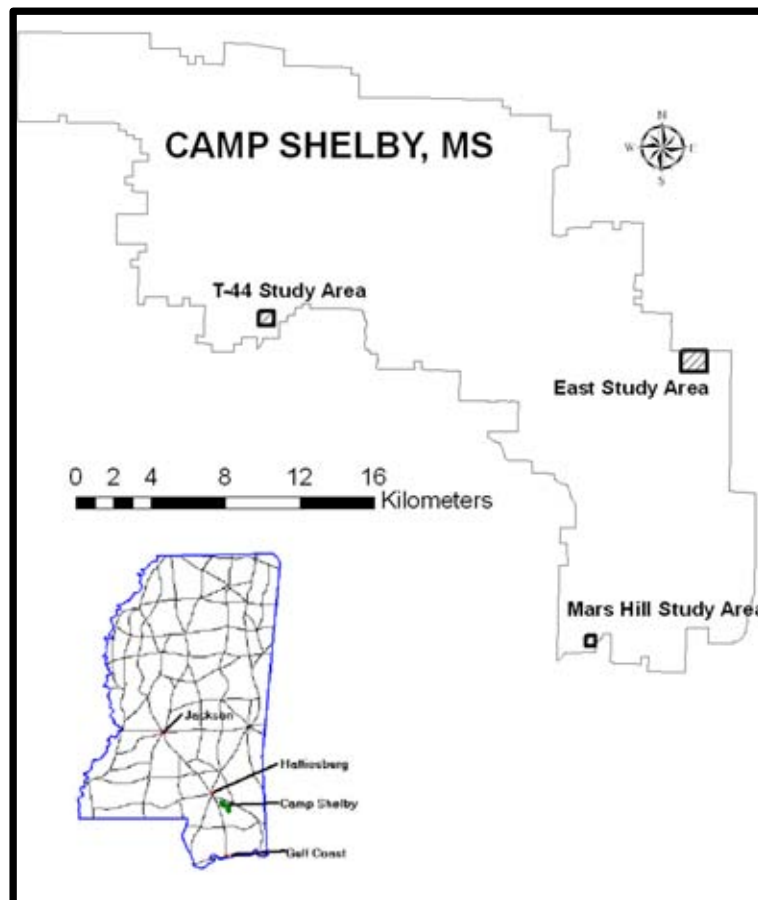 CAMP SHELBY, MS
N
W E
S
T-44 Study Area
East Study Area
0 2 4 8 12 16
Kilometers
Mars Hill Study Area
Jackson
Hattiesburg
Camp Shelby
Gulf Coast